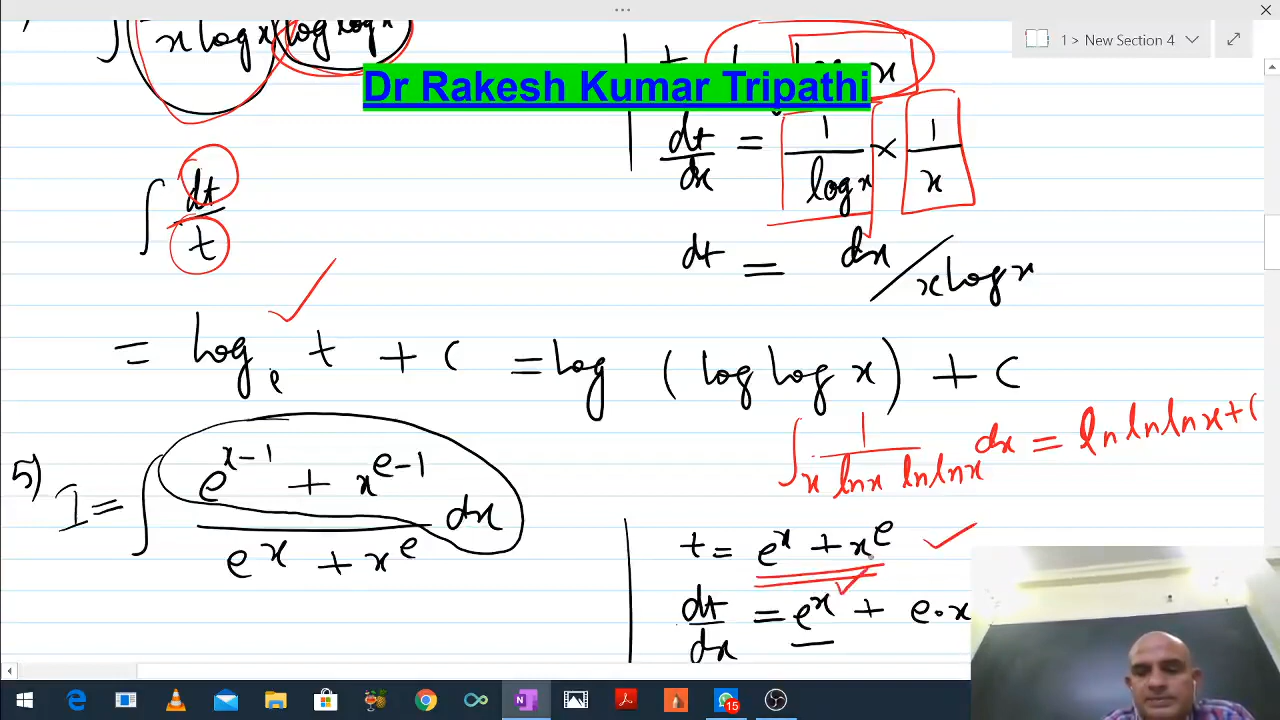 1 > New Section 4
x log x (log log x)
Dr Rakesh Kumar Tripathi
dt/dx = 1/log x × 1/x
∫ dt/t
dt = dx/x log x
= log_e t + C = log (log log x) + C
∫ 1/(x ln x ln ln x) dx = ln ln ln x + C
5) I = ∫ (e^(x-1) + x^(e-1))/(e^x + x^e) dx
t = e^x + x^e
dt/dx = e^x + e·x
15